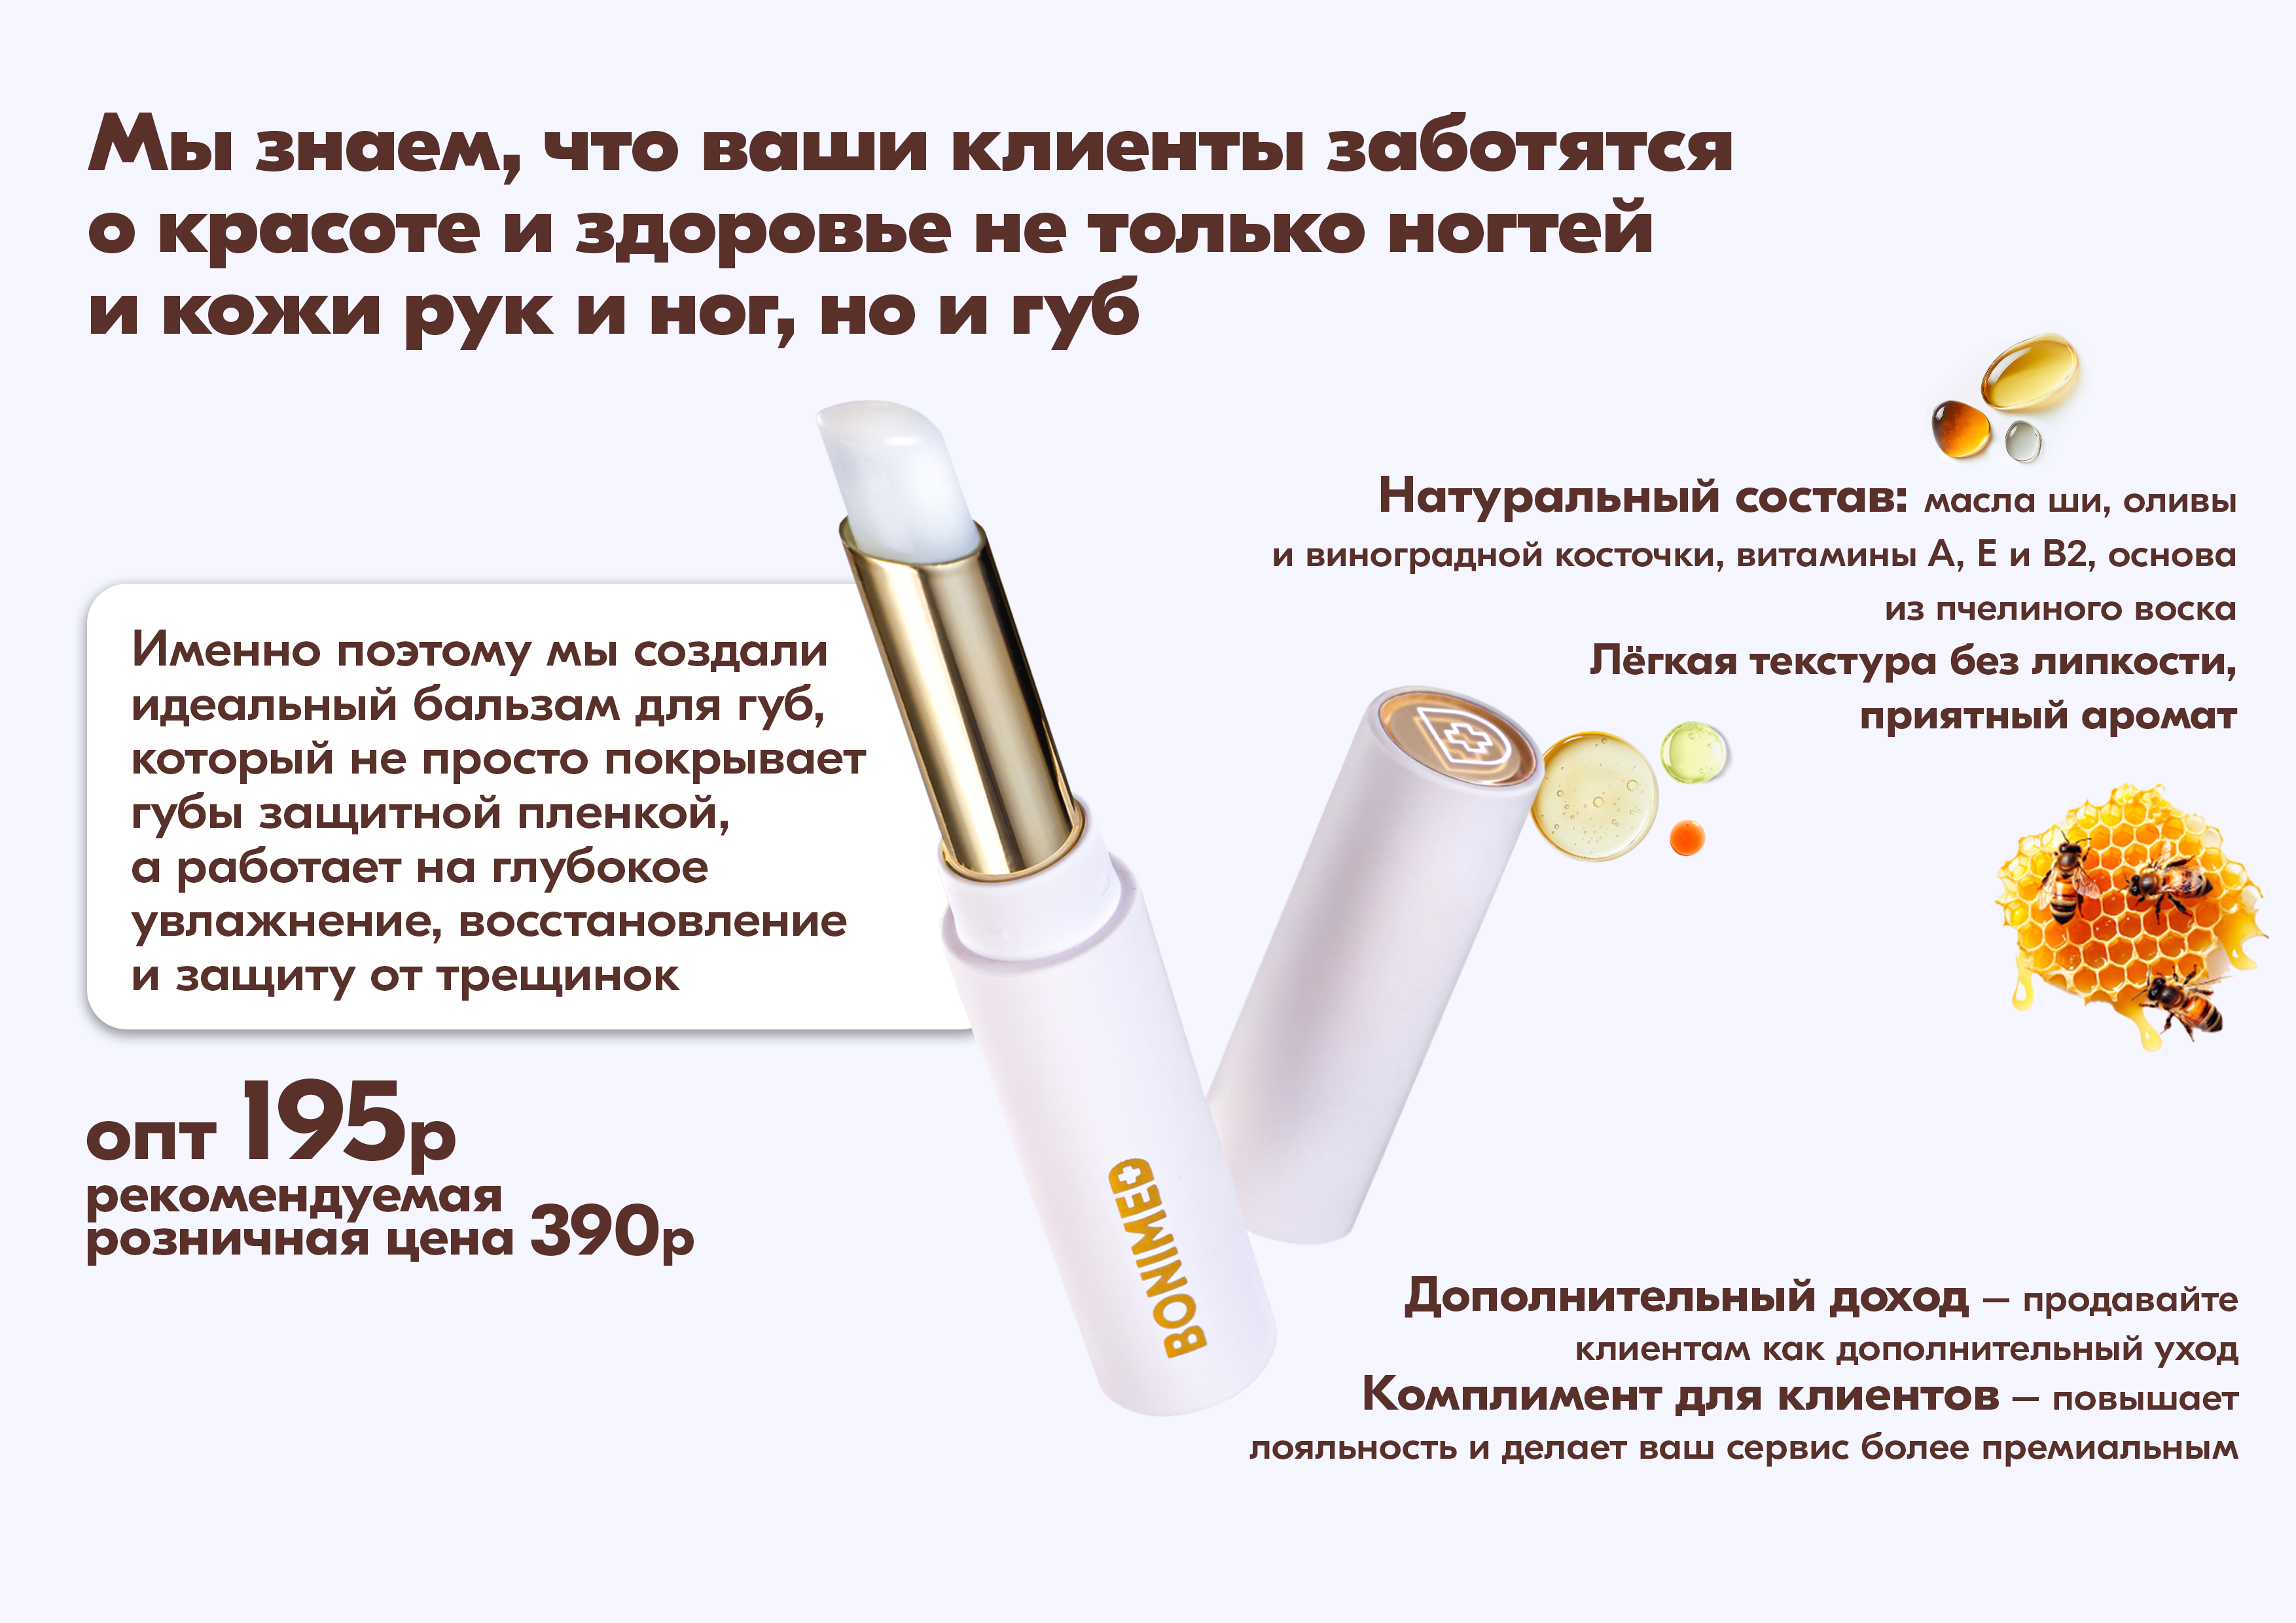 Мы знаем, что ваши клиенты заботятся
о красоте и здоровье не только ногтей
и кожи рук и ног, но и губ
Именно поэтому мы создали
идеальный бальзам для губ,
который не просто покрывает
губы защитной пленкой,
а работает на глубокое
увлажнение, восстановление
и защиту от трещинок
опт 195р
рекомендуемая
розничная цена 390р
BONIMED
Натуральный состав: масла ши, оливы
и виноградной косточки, витамины А, Е и В2, основа
из пчелиного воска
Лёгкая текстура без липкости,
приятный аромат
Дополнительный доход — продавайте
клиентам как дополнительный уход
Комплимент для клиентов — повышает
лояльность и делает ваш сервис более премиальным